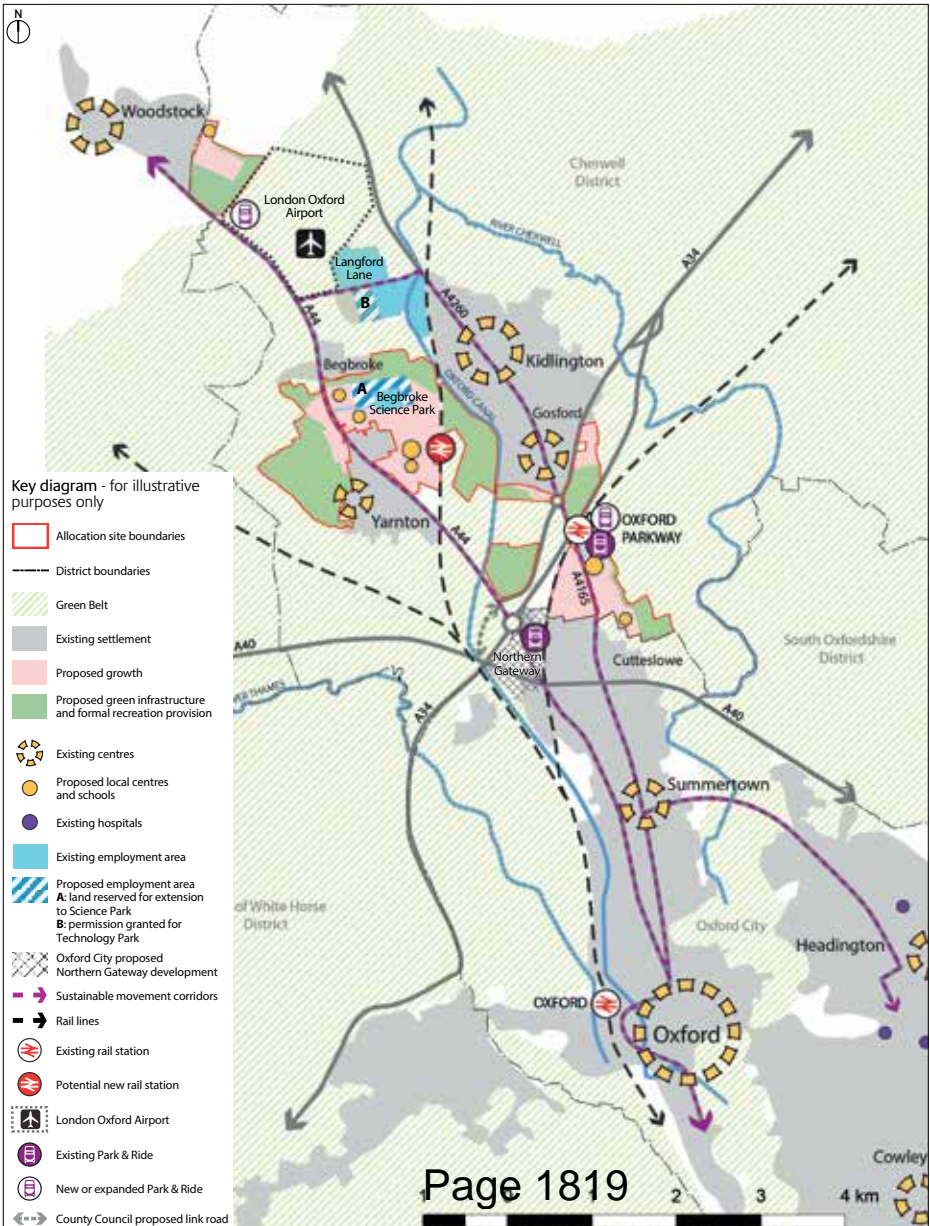 N
Woodstock
Cherwell
District
London Oxford
Airport
RIVER CHERWELL
A34
Langford
Lane
B
A44
A4260
Kidlington
Begbroke
OXFORD CANAL
A
Begbroke
Science Park
Gosford
Key diagram - for illustrative
purposes only
Allocation site boundaries
District boundaries
Green Belt
Existing settlement
Proposed growth
Proposed green infrastructure
and formal recreation provision
Existing centres
Proposed local centres
and schools
Existing hospitals
Existing employment area
Proposed employment area
A: land reserved for extension
to Science Park
B: permission granted for
Technology Park
Oxford City proposed
Northern Gateway development
Sustainable movement corridors
Rail lines
Existing rail station
Potential new rail station
London Oxford Airport
Existing Park & Ride
New or expanded Park & Ride
County Council proposed link road
Yarnton
A44
OXFORD
PARKWAY
A4165
A40
Northern
Gateway
Cutteslowe
South Oxfordshire
District
VER THAMES
A34
A40
Summertown
of White Horse
District
Oxford City
Headington
OXFORD
Oxford
Cowley
Page 1819
1 0 1 2 3 4 km